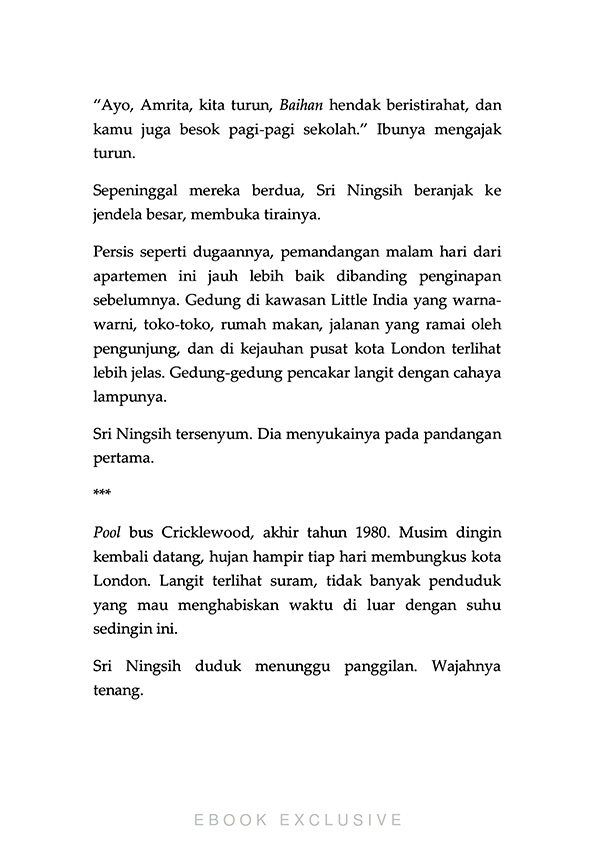 “Ayo, Amrita, kita turun, Baihan hendak beristirahat, dan
kamu juga besok pagi-pagi sekolah.” Ibunya mengajak
turun.
Sepeninggal mereka berdua, Sri Ningsih beranjak ke
jendela besar, membuka tirainya.
Persis seperti dugaannya, pemandangan malam hari dari
apartemen ini jauh lebih baik dibanding penginapan
sebelumnya. Gedung di kawasan Little India yang warna-
warni, toko-toko, rumah makan, jalanan yang ramai oleh
pengunjung, dan di kejauhan pusat kota London terlihat
lebih jelas. Gedung-gedung pencakar langit dengan cahaya
lampunya.
Sri Ningsih tersenyum. Dia menyukainya pada pandangan
pertama.
***
Pool bus Cricklewood, akhir tahun 1980. Musim dingin
kembali datang, hujan hampir tiap hari membungkus kota
London. Langit terlihat suram, tidak banyak penduduk
yang mau menghabiskan waktu di luar dengan suhu
sedingin ini.
Sri Ningsih duduk menunggu panggilan. Wajahnya
tenang.
EBOOK EXCLUSIVE